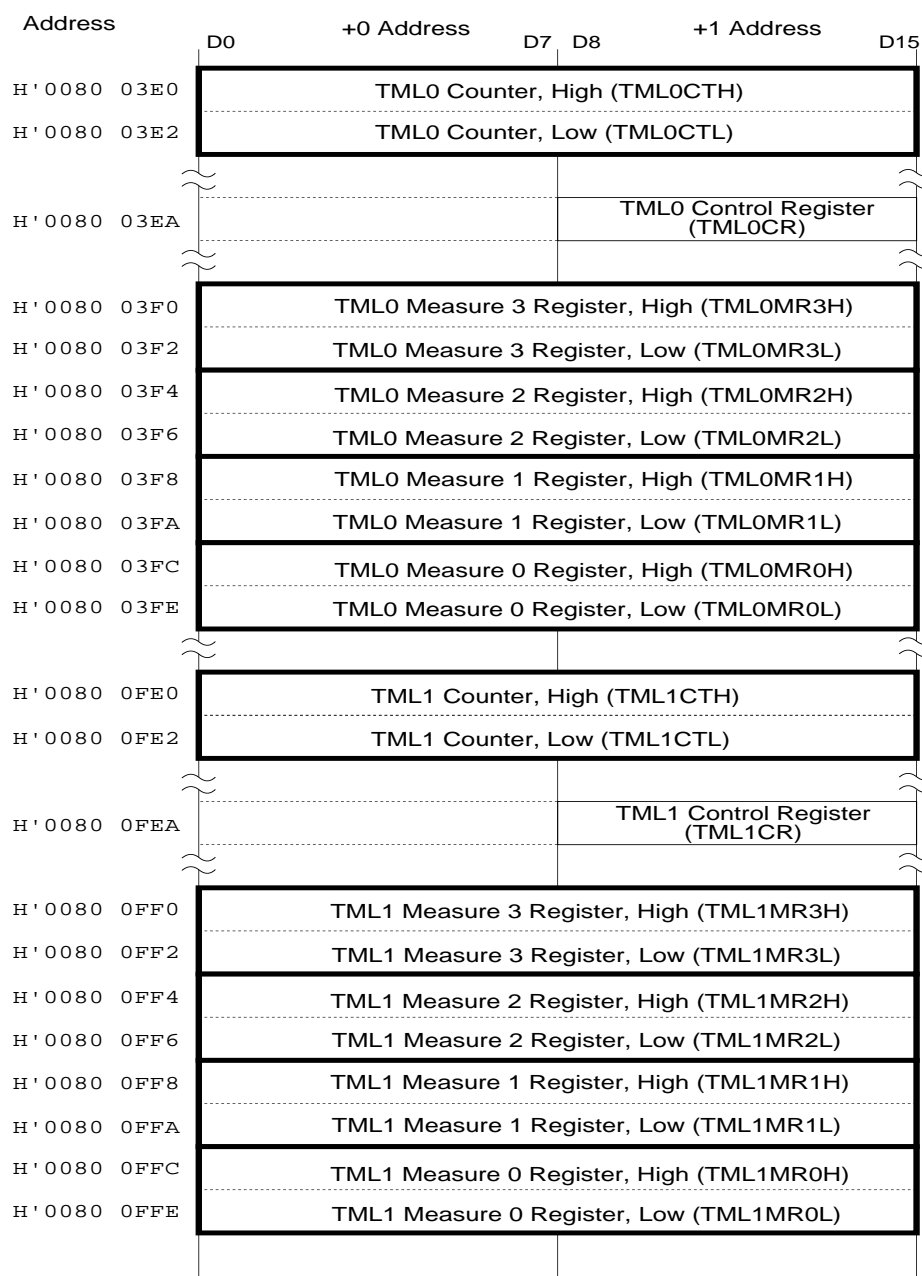 Address
+0 Address
+1 Address
D0
D7
D8
D15
H'0080 03E0 TML0 Counter, High (TML0CTH)
H'0080 03E2 TML0 Counter, Low (TML0CTL)
H'0080 03EA TML0 Control Register
(TML0CR)
H'0080 03F0 TML0 Measure 3 Register, High (TML0MR3H)
H'0080 03F2 TML0 Measure 3 Register, Low (TML0MR3L)
H'0080 03F4 TML0 Measure 2 Register, High (TML0MR2H)
H'0080 03F6 TML0 Measure 2 Register, Low (TML0MR2L)
H'0080 03F8 TML0 Measure 1 Register, High (TML0MR1H)
H'0080 03FA TML0 Measure 1 Register, Low (TML0MR1L)
H'0080 03FC TML0 Measure 0 Register, High (TML0MR0H)
H'0080 03FE TML0 Measure 0 Register, Low (TML0MR0L)
H'0080 0FE0 TML1 Counter, High (TML1CTH)
H'0080 0FE2 TML1 Counter, Low (TML1CTL)
H'0080 0FEA TML1 Control Register
(TML1CR)
H'0080 0FF0 TML1 Measure 3 Register, High (TML1MR3H)
H'0080 0FF2 TML1 Measure 3 Register, Low (TML1MR3L)
H'0080 0FF4 TML1 Measure 2 Register, High (TML1MR2H)
H'0080 0FF6 TML1 Measure 2 Register, Low (TML1MR2L)
H'0080 0FF8 TML1 Measure 1 Register, High (TML1MR1H)
H'0080 0FFA TML1 Measure 1 Register, Low (TML1MR1L)
H'0080 0FFC TML1 Measure 0 Register, High (TML1MR0H)
H'0080 0FFE TML1 Measure 0 Register, Low (TML1MR0L)